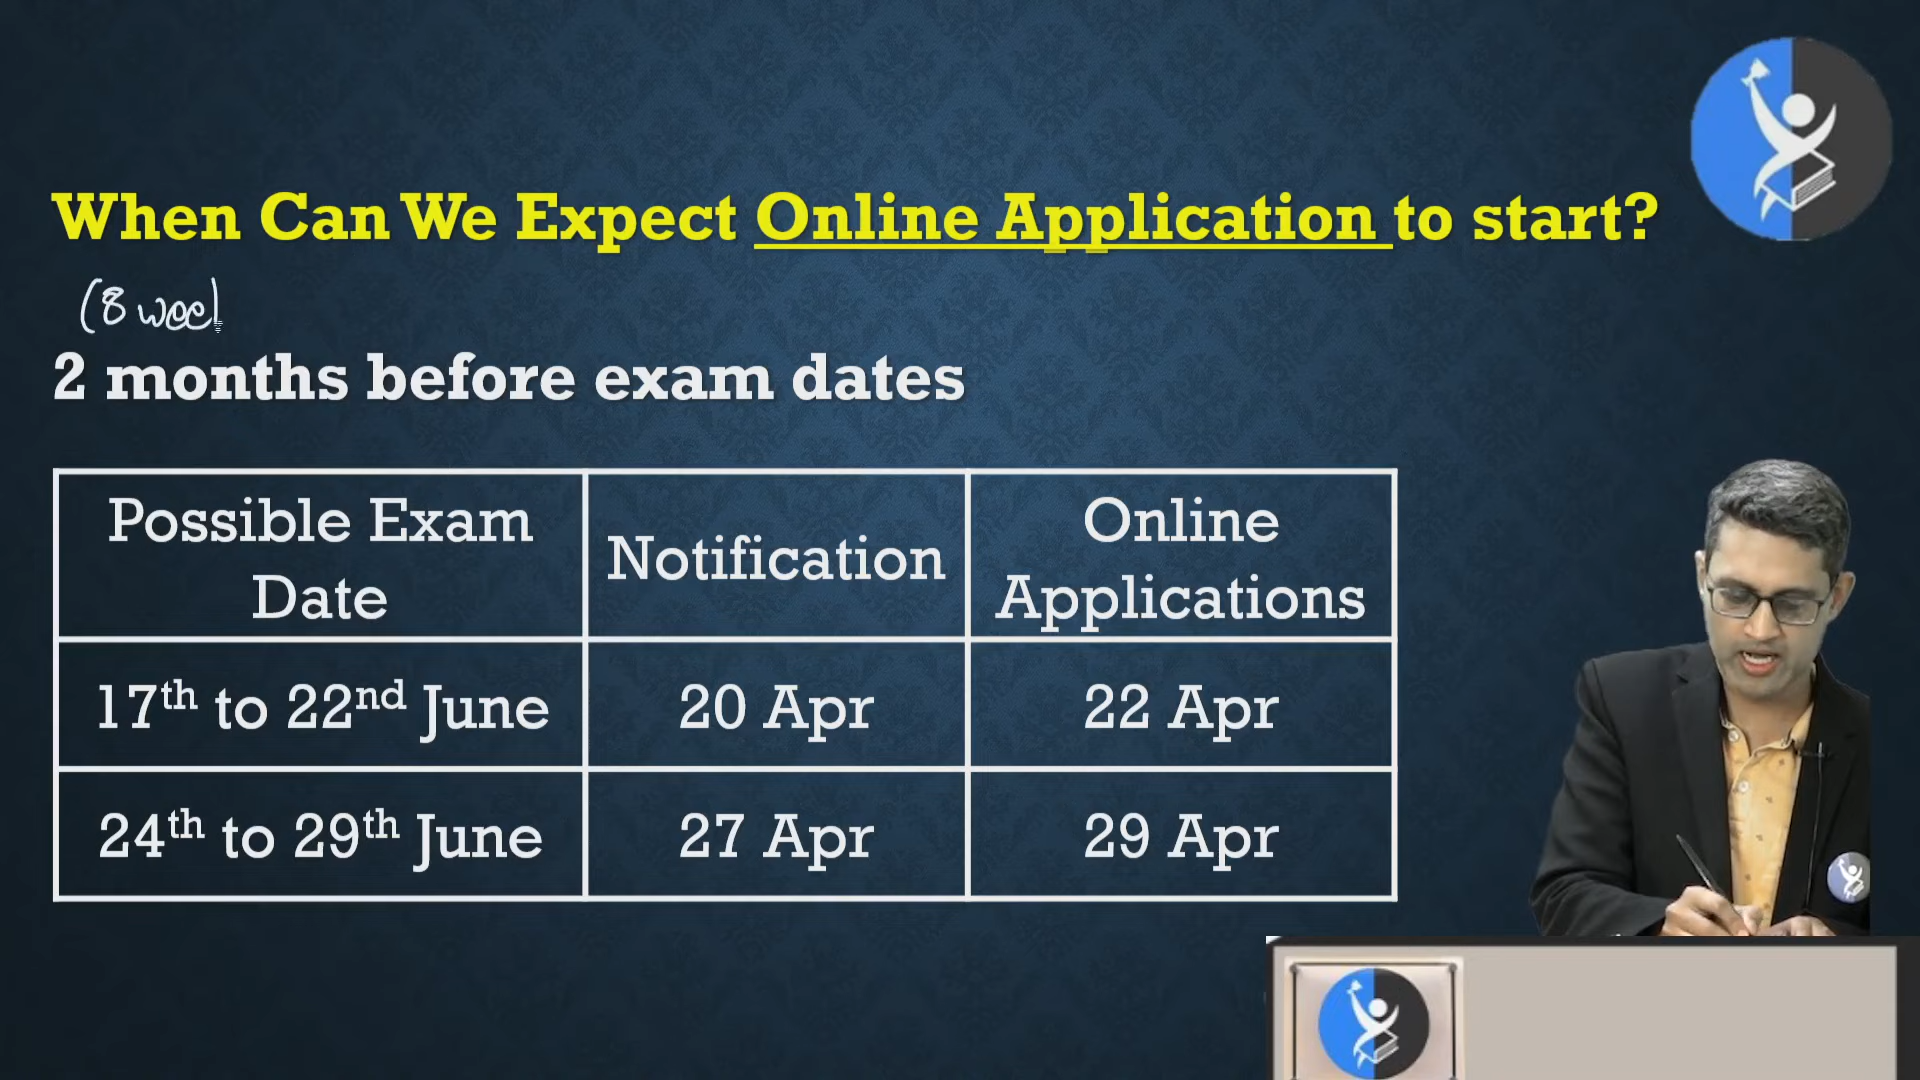 When Can We Expect Online Application to start?
(8 weel
2 months before exam dates
Possible Exam Date
Notification
Online Applications
17th to 22nd June
20 Apr
22 Apr
24th to 29th June
27 Apr
29 Apr